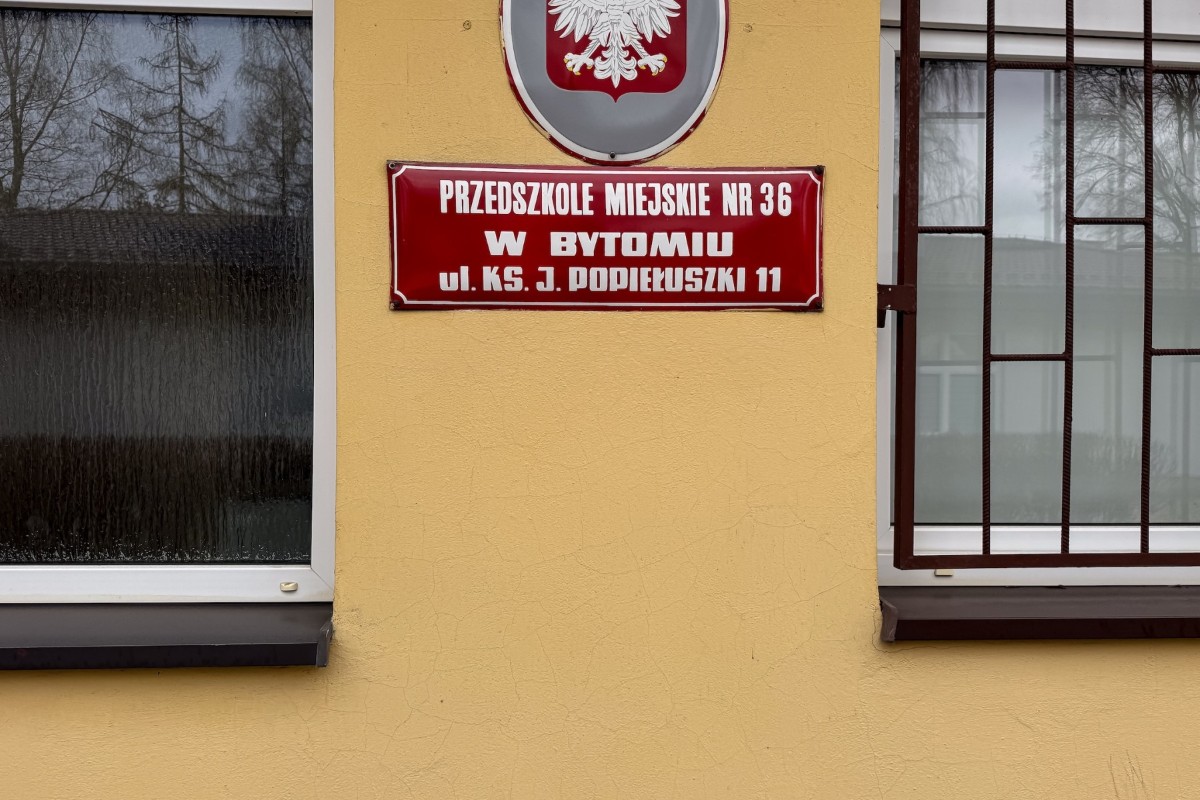 PRZEDSZKOLE MIEJSKIE NR 36
W BYTOMIU
ul. KS. J. POPIEŁUSZKI 11